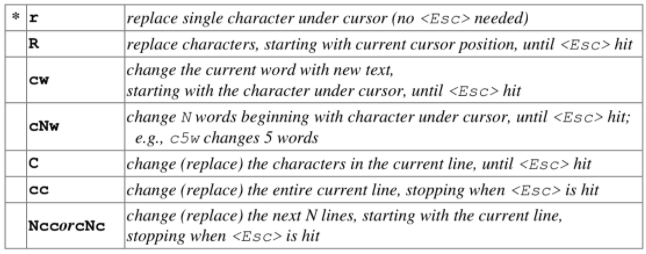 * r replace single character under cursor (no <Esc> needed)
R replace characters, starting with current cursor position, until <Esc> hit
cw change the current word with new text,
starting with the character under cursor, until <Esc> hit
cNw change N words beginning with character under cursor, until <Esc> hit;
e.g., c5w changes 5 words
C change (replace) the characters in the current line, until <Esc> hit
cc change (replace) the entire current line, stopping when <Esc> is hit
NccorcNc change (replace) the next N lines, starting with the current line,
stopping when <Esc> is hit